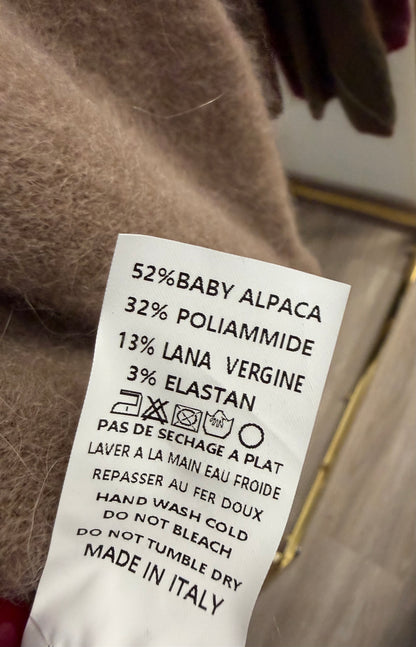 52%BABY ALPACA
32% POLIAMMIDE
13% LANA VERGINE
3% ELASTAN
PAS DE SECHAGE A PLAT
LAVER A LA MAIN EAU FROIDE
REPASSER AU FER DOUX
HAND WASH COLD
DO NOT BLEACH
DO NOT TUMBLE DRY
MADE IN ITALY